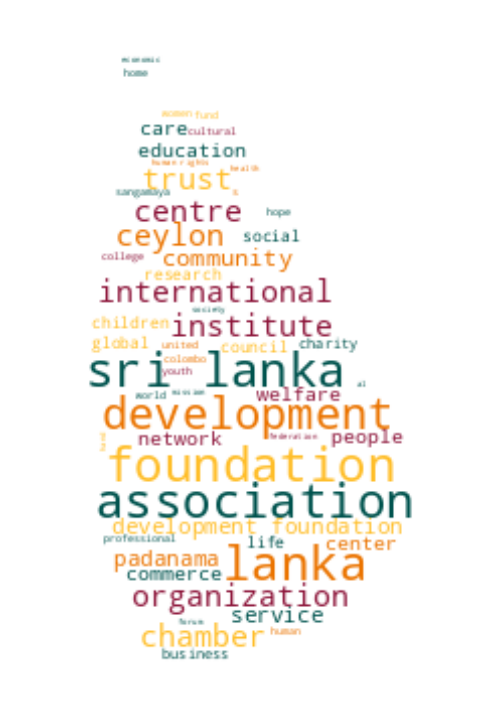 economic
home
women fund
care cultural
education
human rights
health
trust
sangamaya
centre hope
ceylon social
college community
research
international
society
children institute
global united council charity
colombo
sri lanka
youth
al
world mission welfare
development
network federation people
foundation
association
development foundation
professional life center
padanama lanka
commerce
organization
service
forum
chamber human
business